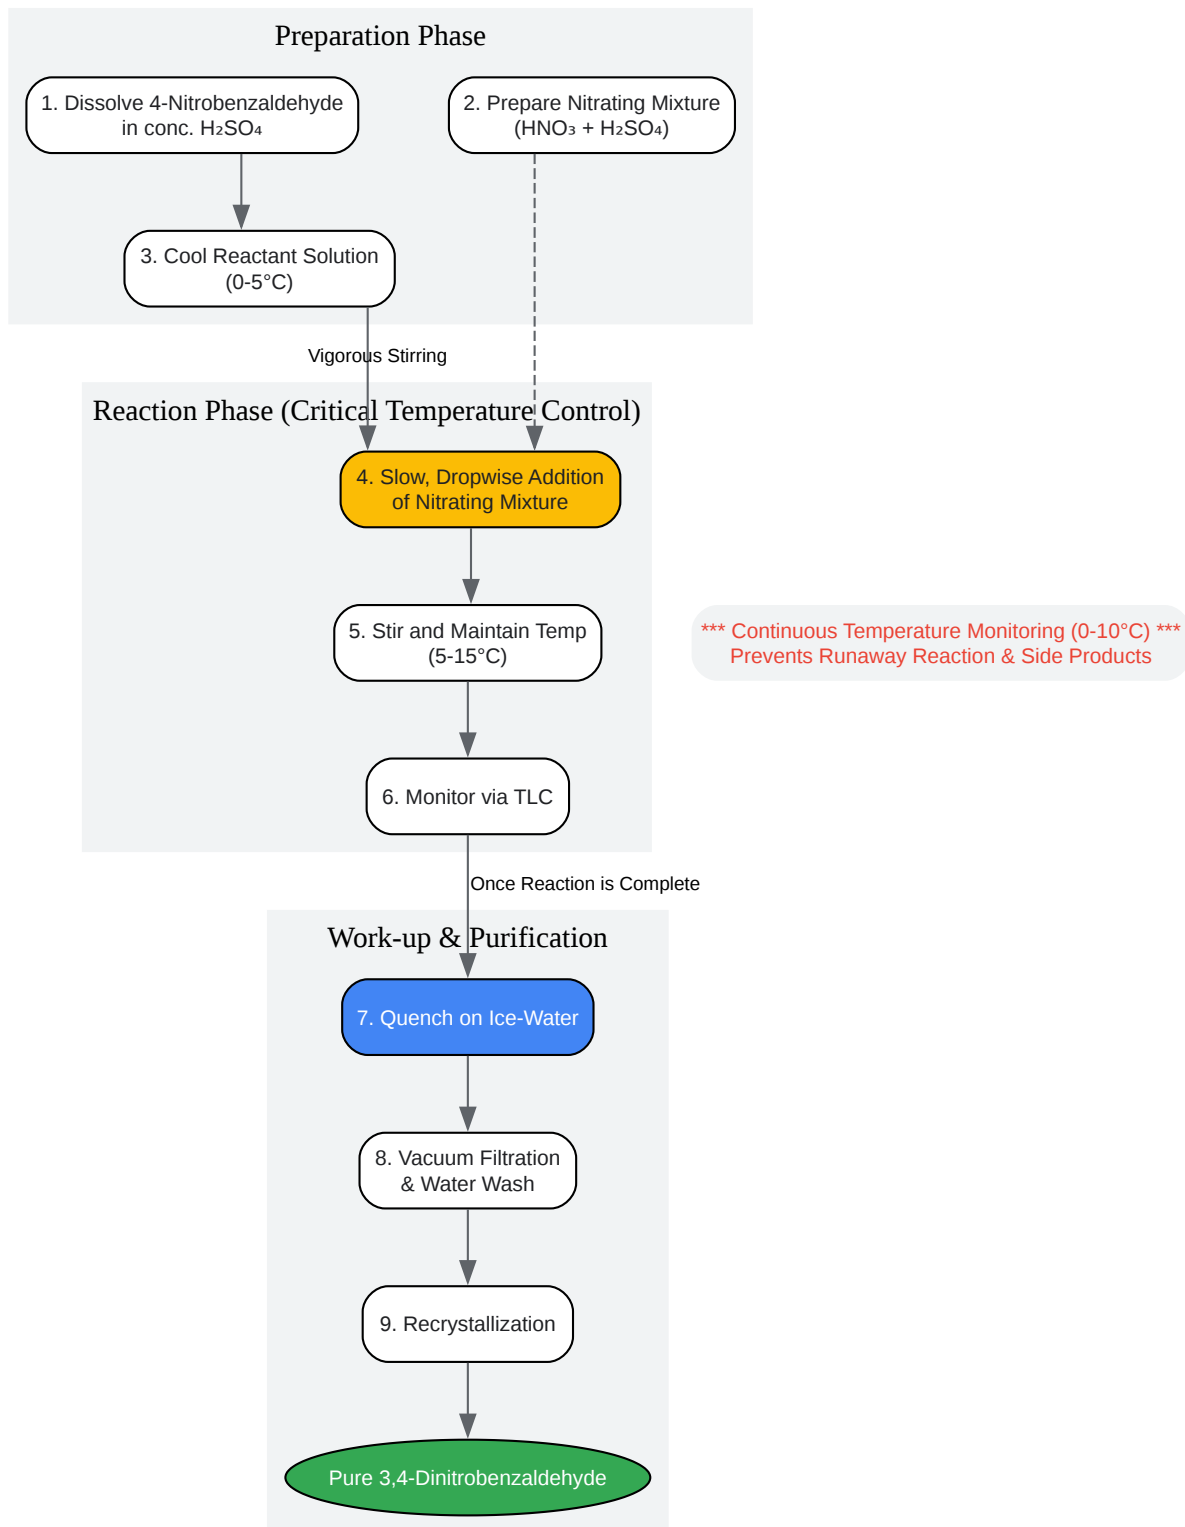 Preparation Phase
1. Dissolve 4-Nitrobenzaldehyde
in conc. H₂SO₄
2. Prepare Nitrating Mixture
(HNO₃ + H₂SO₄)
3. Cool Reactant Solution
(0-5°C)
Vigorous Stirring
Reaction Phase (Critical Temperature Control)
4. Slow, Dropwise Addition
of Nitrating Mixture
5. Stir and Maintain Temp
(5-15°C)
*** Continuous Temperature Monitoring (0-10°C) ***
Prevents Runaway Reaction & Side Products
6. Monitor via TLC
Once Reaction is Complete
Work-up & Purification
7. Quench on Ice-Water
8. Vacuum Filtration
& Water Wash
9. Recrystallization
Pure 3,4-Dinitrobenzaldehyde